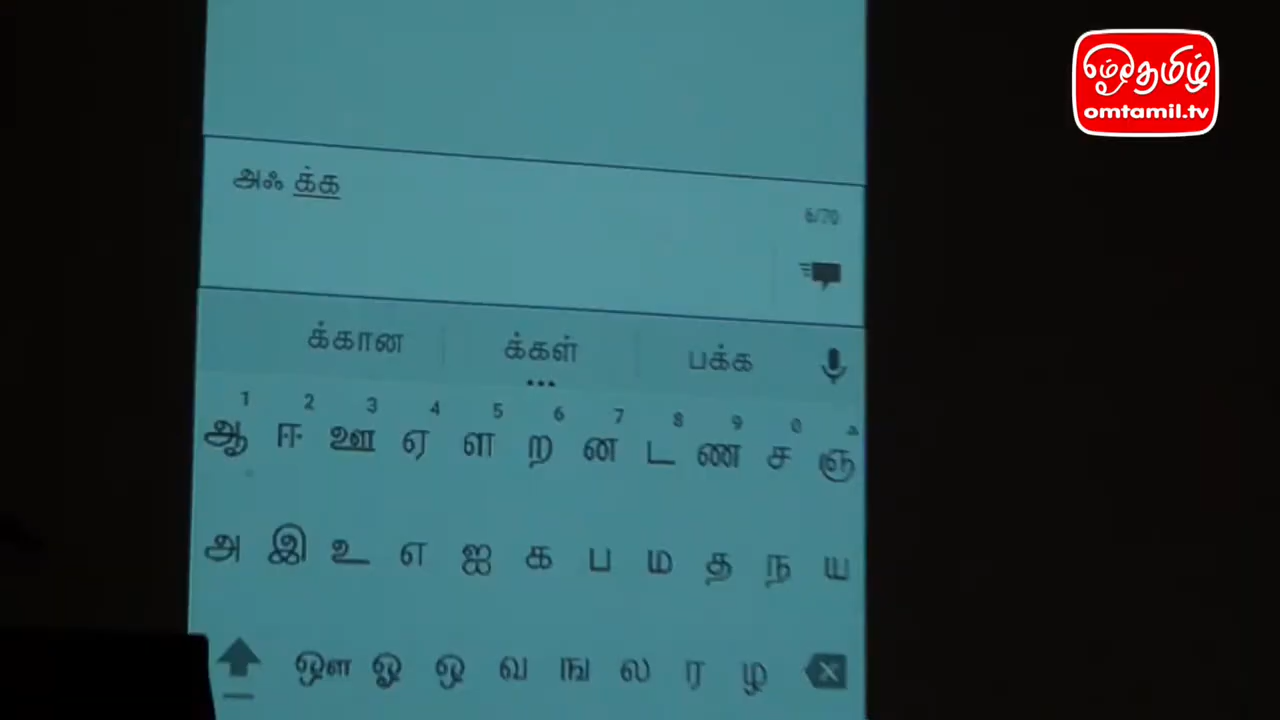 ஓம்தமிழ்
omtamil.tv
அஃ க்க
6/70
க்கான க்கள் பக்க
1 2 3 4 5 6 7 8 9 0
ஆ ஈ ஊ ஏ ள ற ன ட ண ச ஞ
அ இ உ எ ஐ க ப ம த ந ய
ஔ ஓ ஒ வ ங ல ர ழ